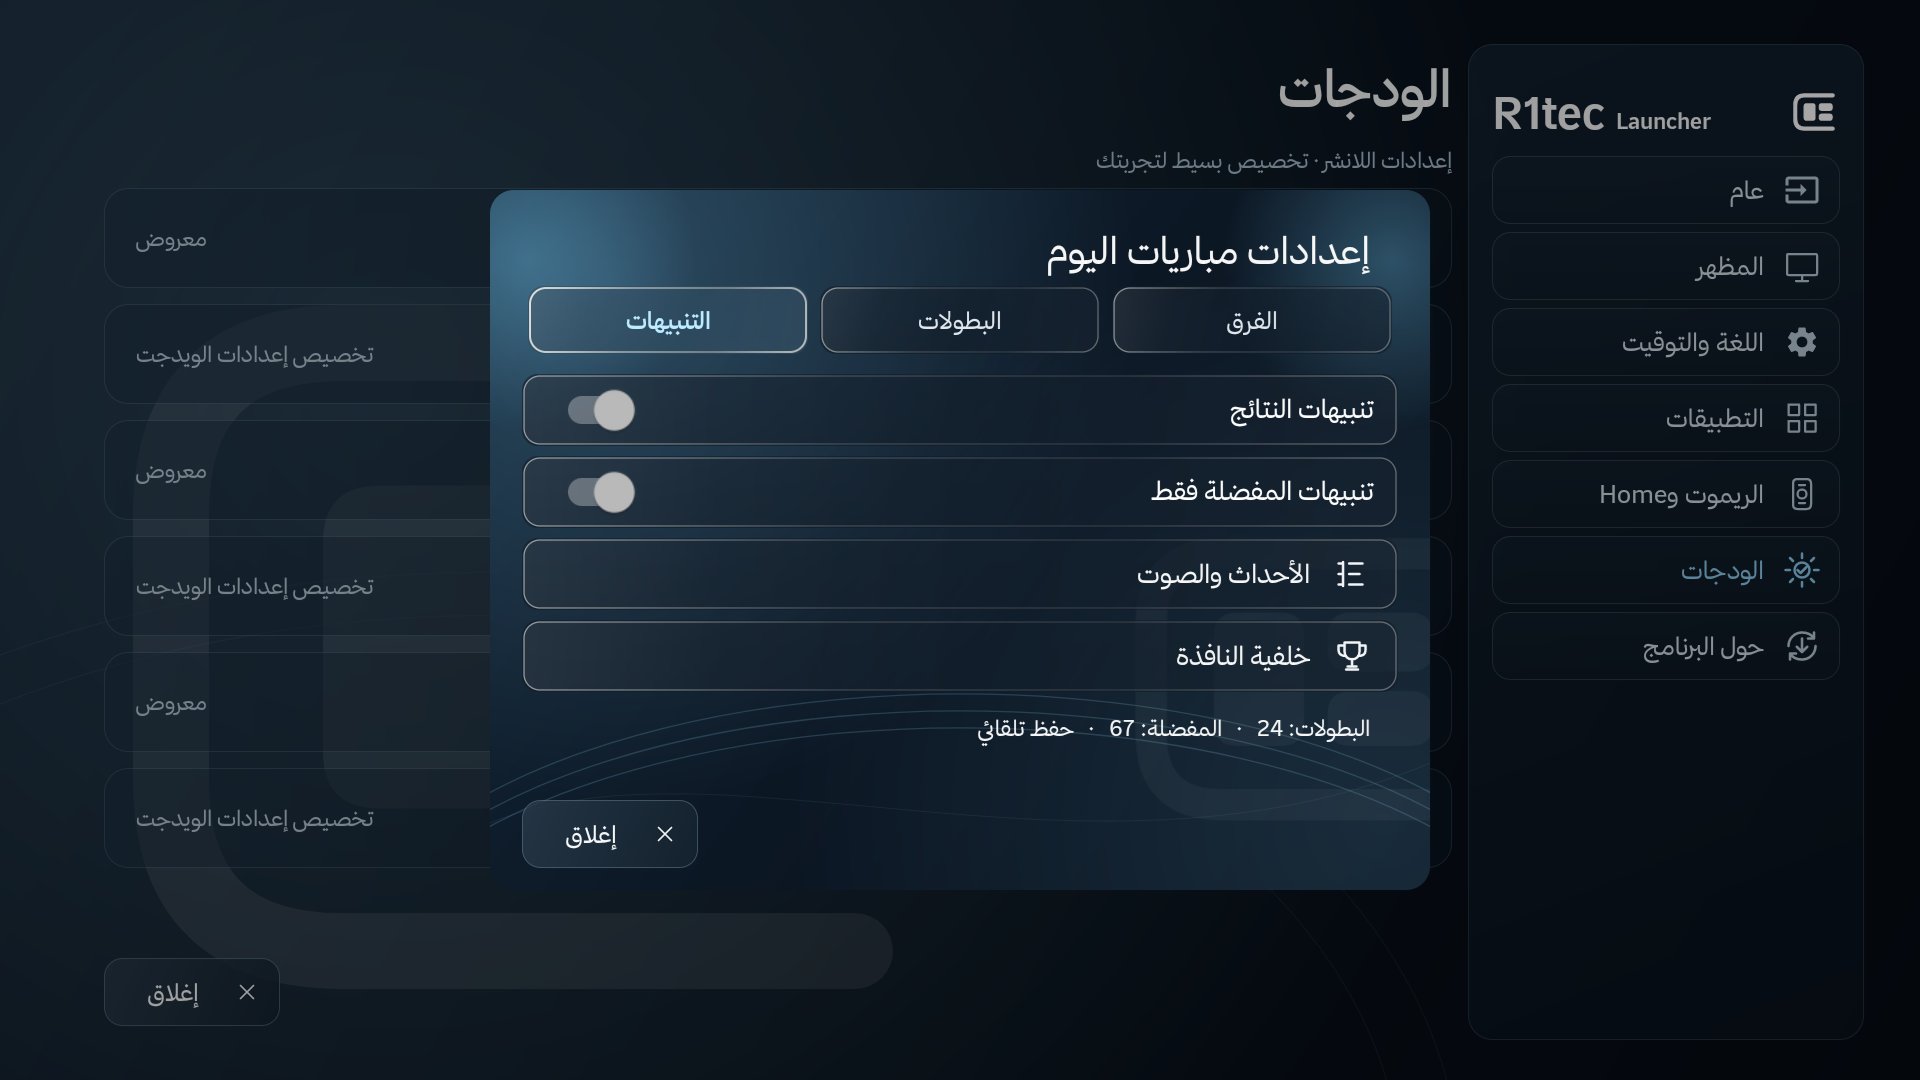 R1tec Launcher
عام
المظهر
اللغة والتوقيت
التطبيقات
الريموت وHome
الودجات
حول البرنامج
الودجات
إعدادات اللانشر · تخصيص بسيط لتجربتك
معروض
تخصيص إعدادات الويدجت
معروض
تخصيص إعدادات الويدجت
معروض
تخصيص إعدادات الويدجت
إعدادات مباريات اليوم
الفرق
البطولات
التنبيهات
تنبيهات النتائج
تنبيهات المفضلة فقط
الأحداث والصوت
خلفية النافذة
البطولات: 24 · المفضلة: 67 · حفظ تلقائي
إغلاق
إغلاق